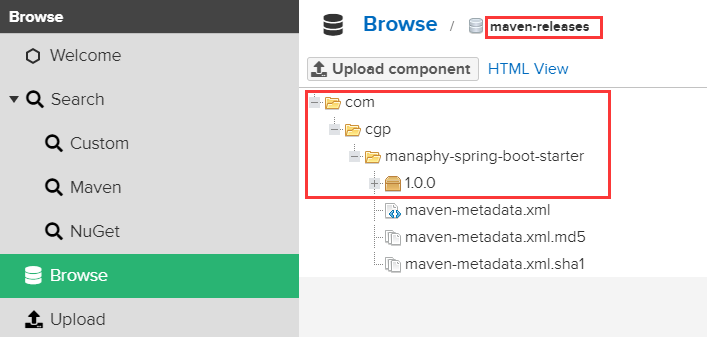 Browse
Welcome
Search
Custom
Maven
NuGet
Browse
Upload
Browse / maven-releases
Upload component HTML View
com
cgp
manaphy-spring-boot-starter
1.0.0
maven-metadata.xml
maven-metadata.xml.md5
maven-metadata.xml.sha1